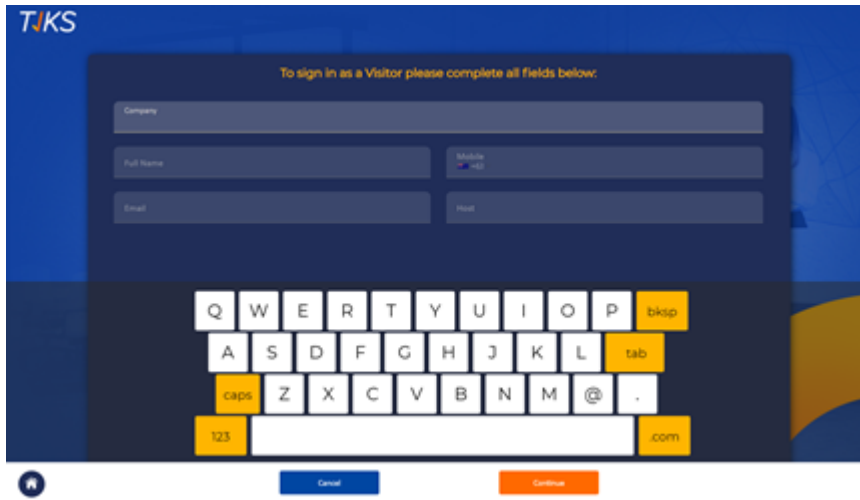 TJKS
To sign in as a Visitor please complete all fields below:
Company
Full Name
Mobile
Email
Host
Q W E R T Y U I O P bksp
A S D F G H J K L tab
caps Z X C V B N M @ .
123 .com
Cancel
Continue